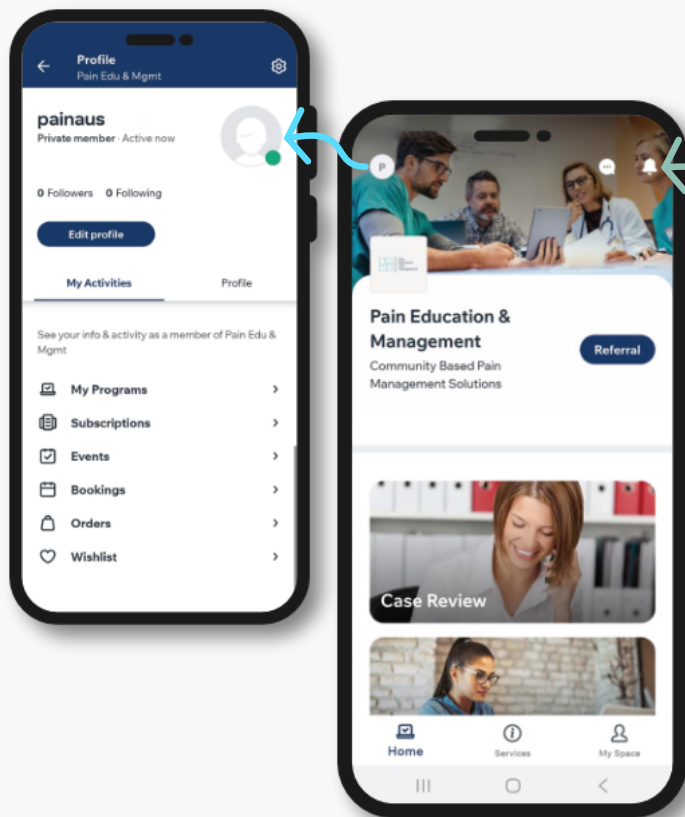 Profile
Pain Edu & Mgmt
painaus
Private member · Active now
0 Followers 0 Following
Edit profile
My Activities Profile
See your info & activity as a member of Pain Edu &
Mgmt
My Programs
Subscriptions
Events
Bookings
Orders
Wishlist
P
Pain Education &
Management
Referral
Community Based Pain
Management Solutions
Case Review
Home Services My Space